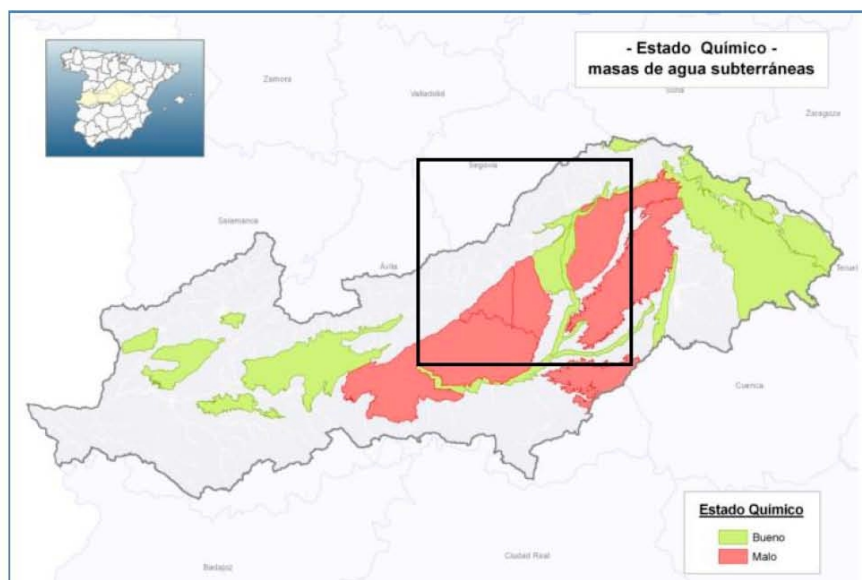 - Estado Químico -
masas de agua subterráneas
Zamora
Valladolid
Soria
Zaragoza
Segovia
Salamanca
Ávila
Teruel
Cuenca
Estado Químico
Bueno
Malo
Ciudad Real
Badajoz